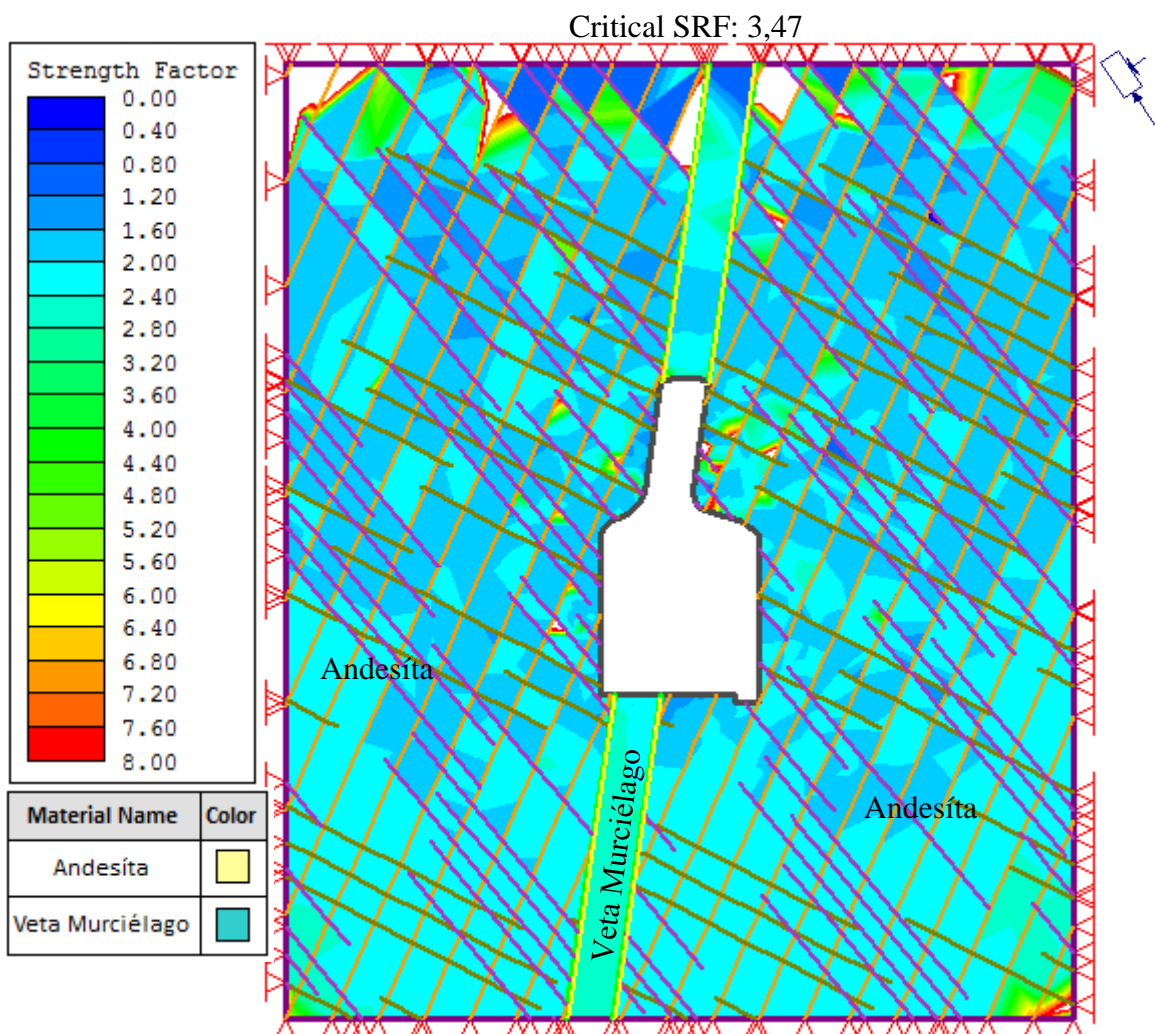 Critical SRF: 3,47
Strength Factor
0.00
0.40
0.80
1.20
1.60
2.00
2.40
2.80
3.20
3.60
4.00
4.40
4.80
5.20
5.60
6.00
6.40
6.80
7.20
7.60
8.00
Material Name Color
Andesíta
Veta Murciélago
Andesíta
Veta Murciélago
Andesíta